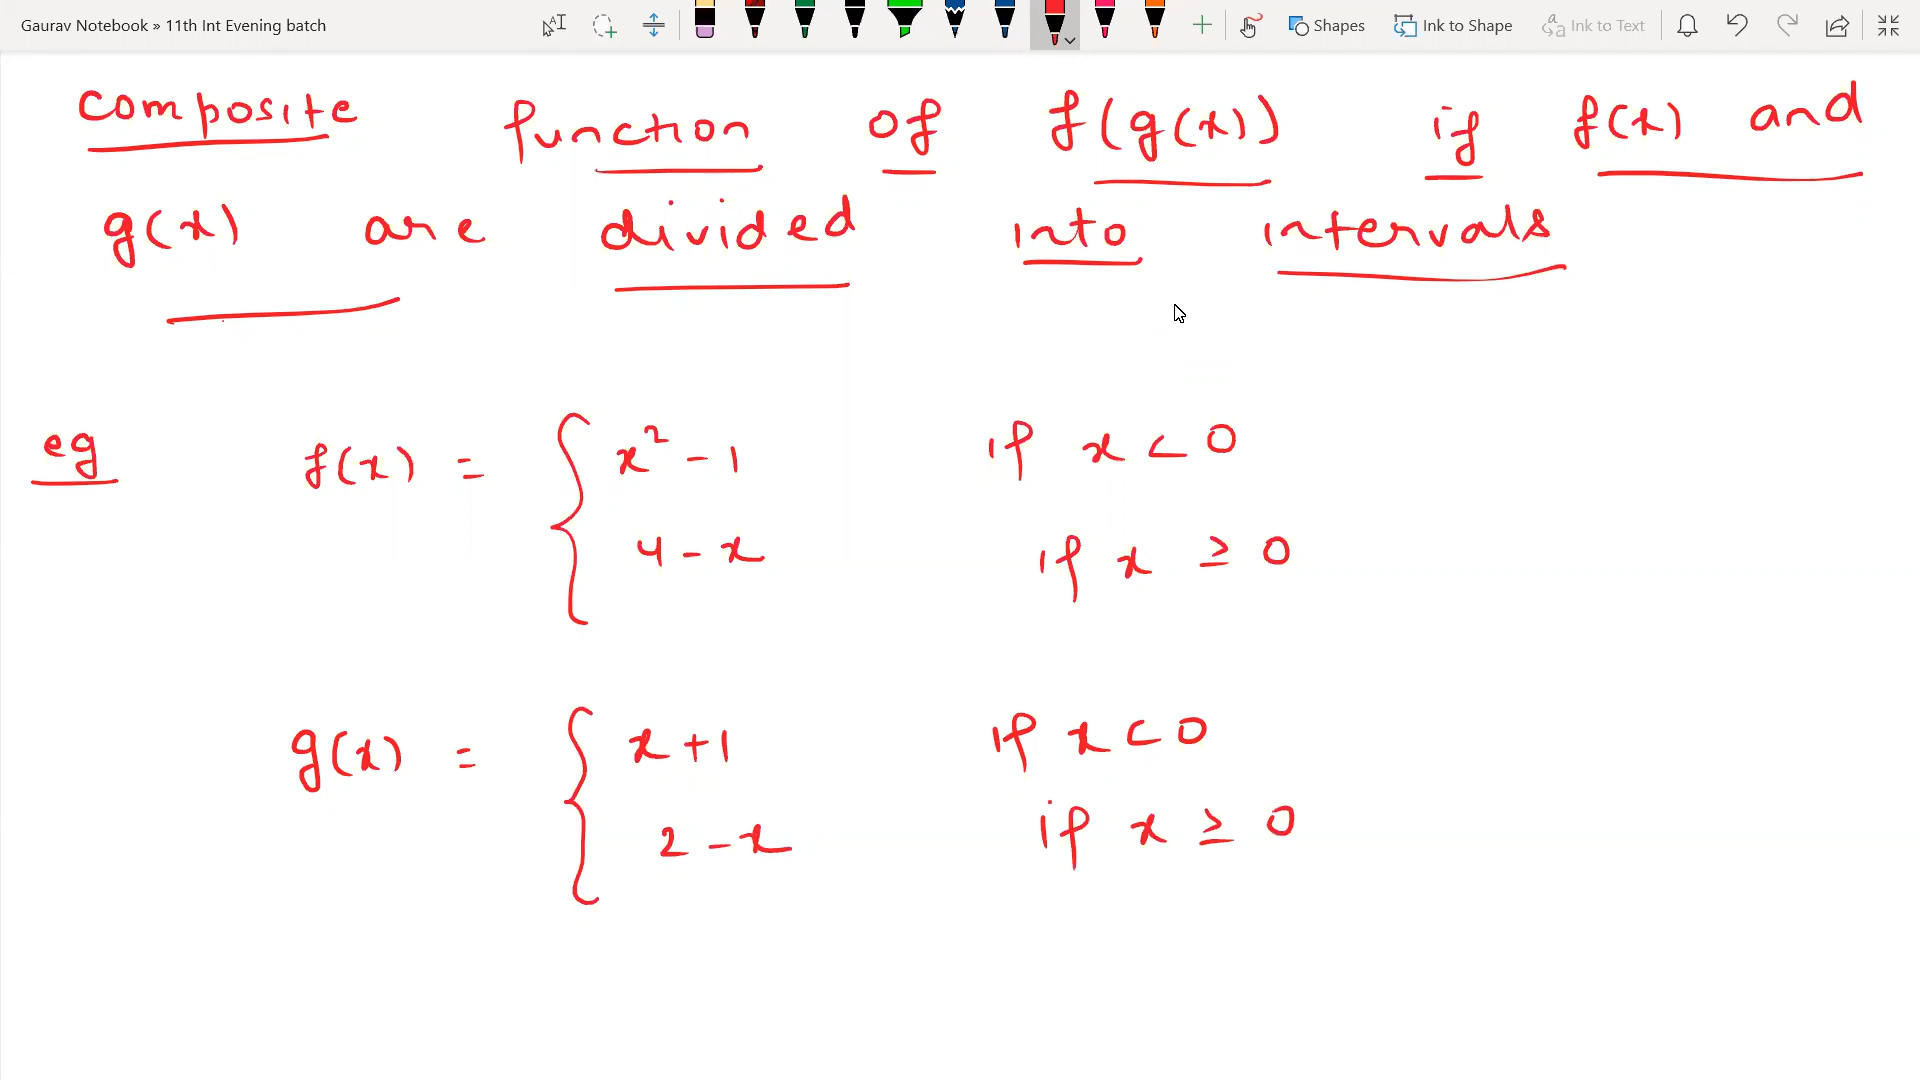 Gaurav Notebook » 11th Int Evening batch
Shapes
Ink to Shape
Ink to Text
composite function of f(g(x)) if f(x) and
g(x) are divided into intervals
eg f(x) = { x² - 1 if x < 0
4 - x if x ≥ 0
g(x) = { x + 1 if x < 0
2 - x if x ≥ 0